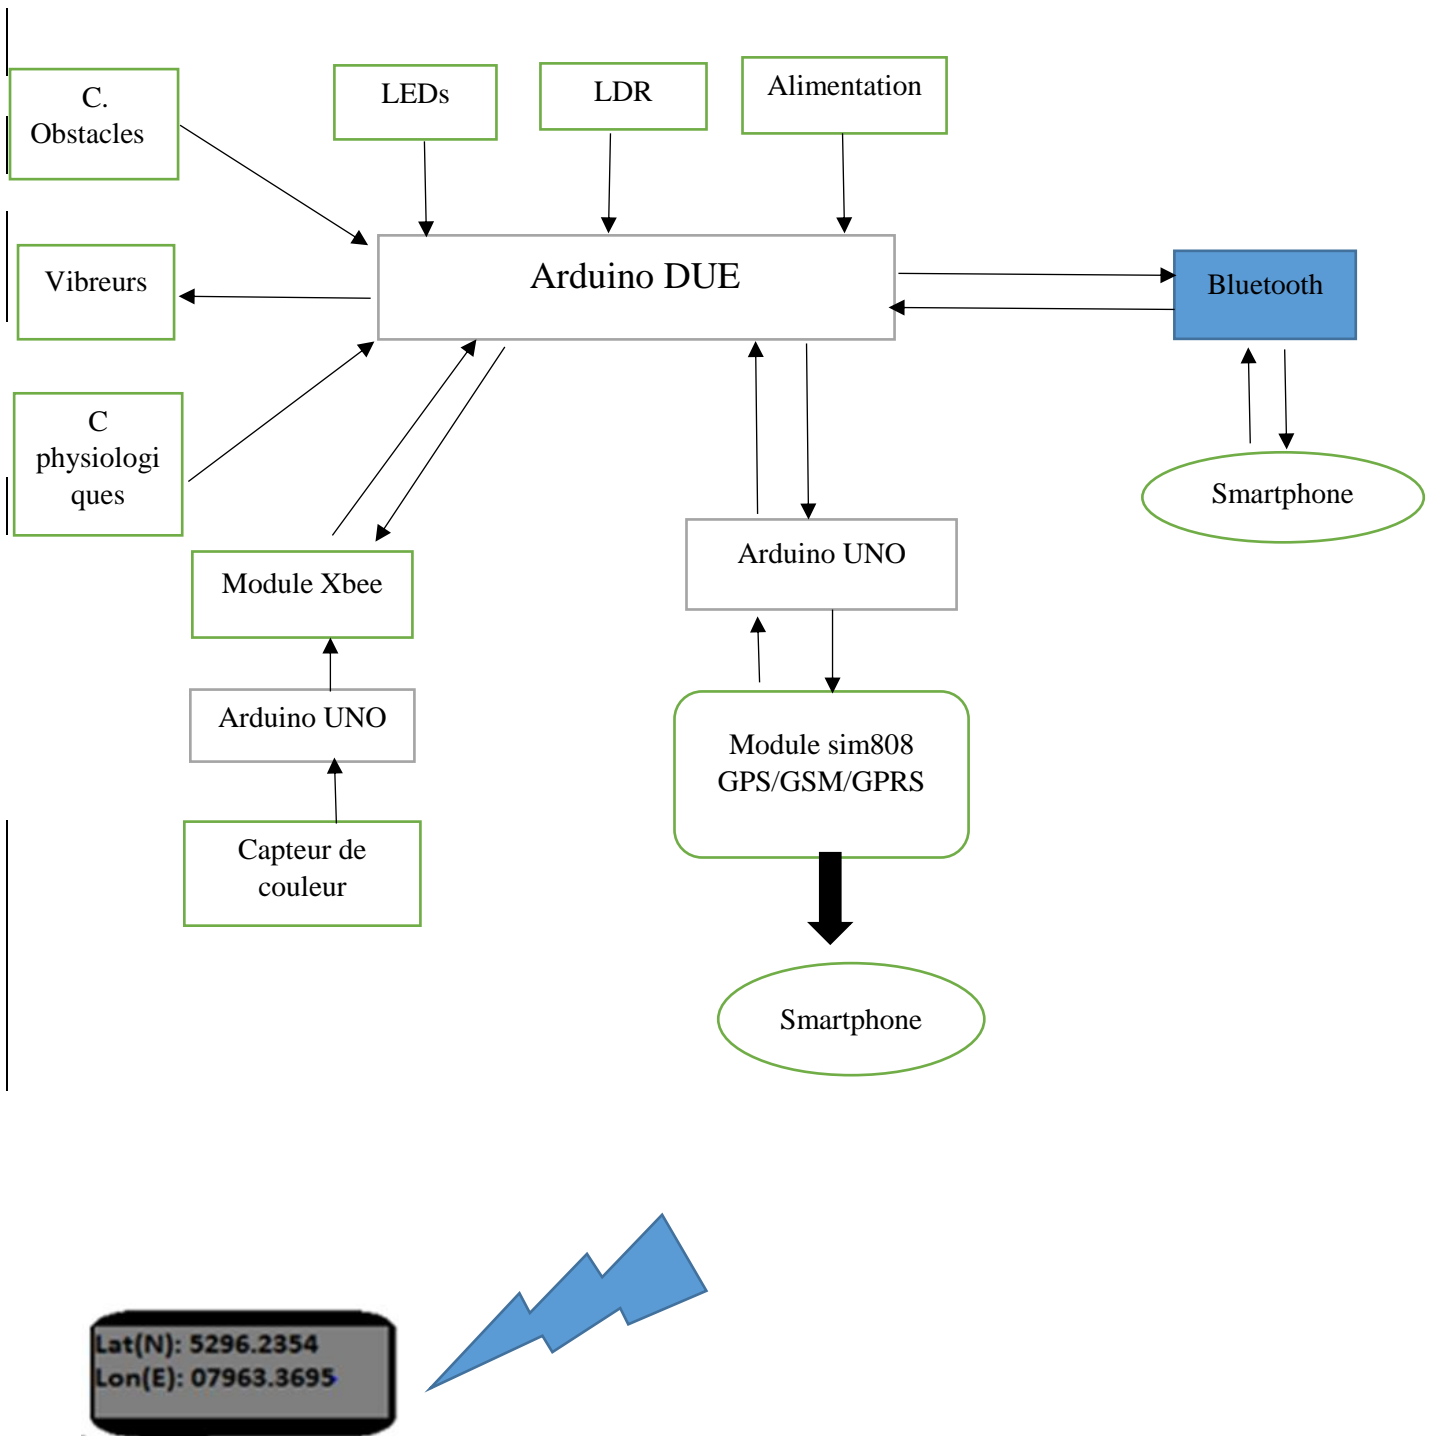 C.
Obstacles
LEDs
LDR
Alimentation
Arduino DUE
Vibreurs
Bluetooth
C
physiologi
ques
Smartphone
Module Xbee
Arduino UNO
Arduino UNO
Module sim808
GPS/GSM/GPRS
Capteur de
couleur
Smartphone
Lat(N): 5296.2354
Lon(E): 07963.3695